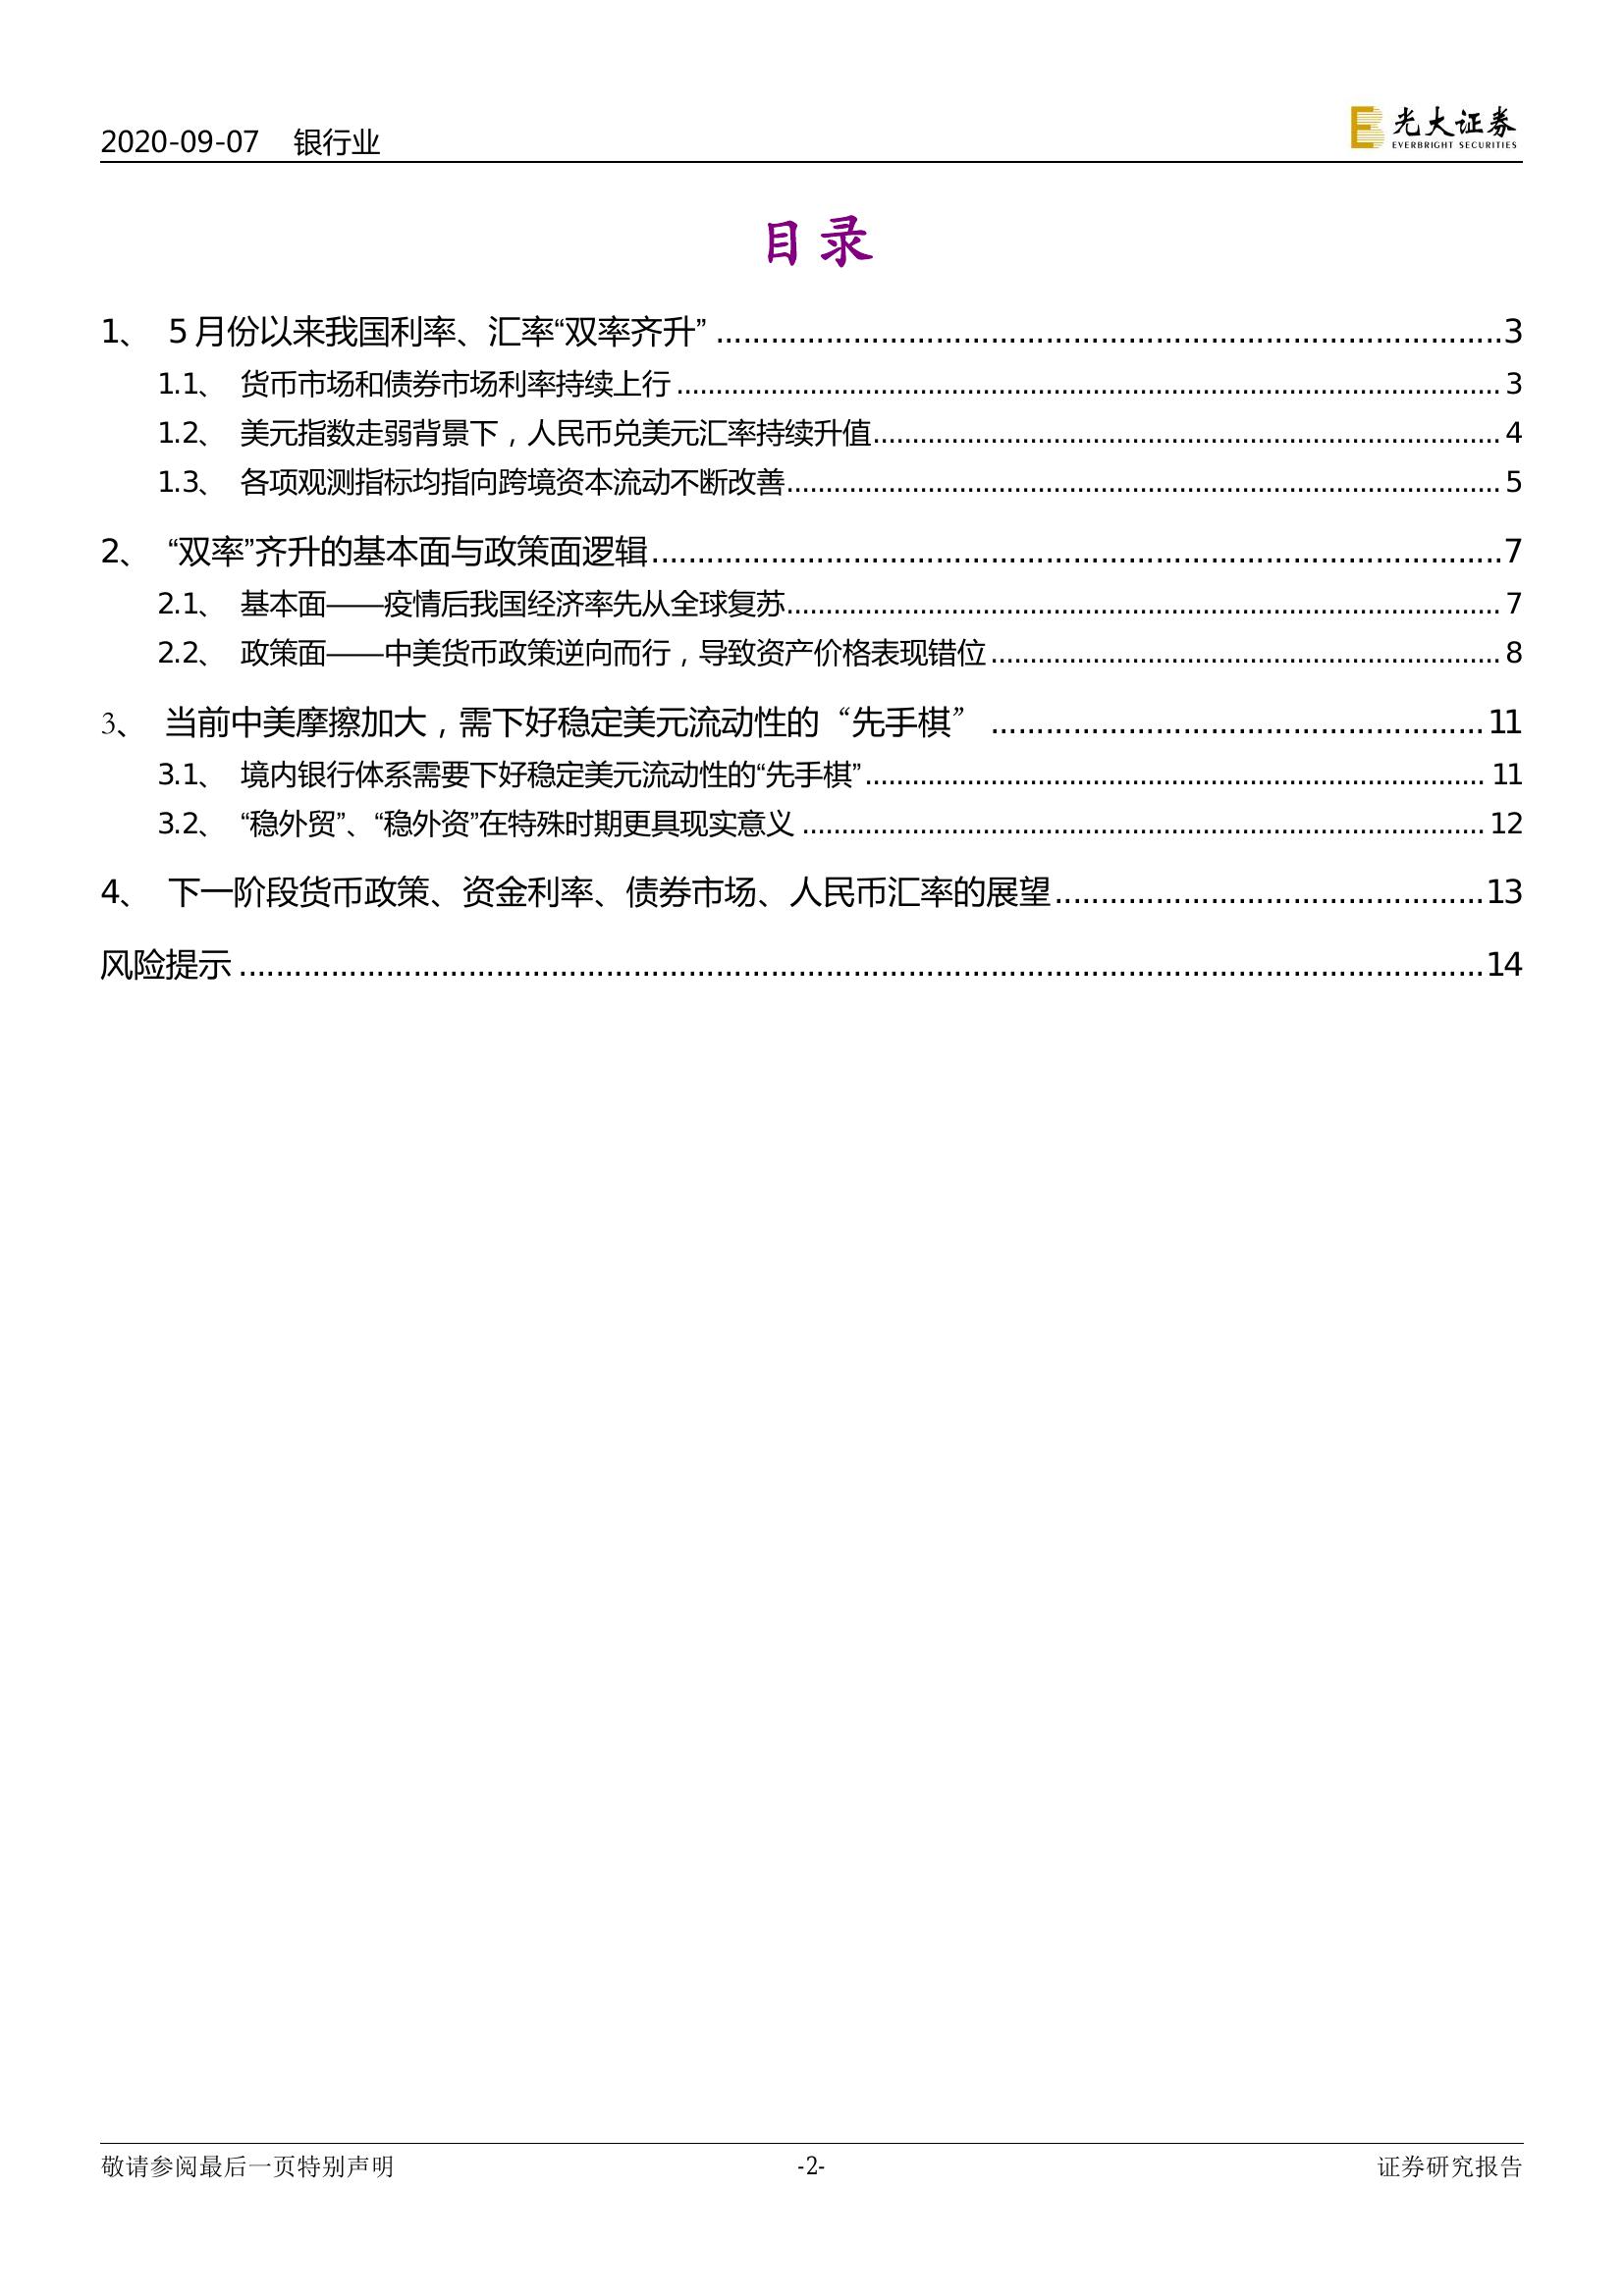 2020-09-07 银行业
光大证券
EVERBRIGHT SECURITIES
目录
1、 5月份以来我国利率、汇率“双率齐升” ........ 3
1.1、 货币市场和债券市场利率持续上行 ........ 3
1.2、 美元指数走弱背景下，人民币兑美元汇率持续升值 ........ 4
1.3、 各项观测指标均指向跨境资本流动不断改善 ........ 5
2、 “双率”齐升的基本面与政策面逻辑 ........ 7
2.1、 基本面——疫情后我国经济率先从全球复苏 ........ 7
2.2、 政策面——中美货币政策逆向而行，导致资产价格表现错位 ........ 8
3、 当前中美摩擦加大，需下好稳定美元流动性的“先手棋” ........ 11
3.1、 境内银行体系需要下好稳定美元流动性的“先手棋” ........ 11
3.2、 “稳外贸”、“稳外资”在特殊时期更具现实意义 ........ 12
4、 下一阶段货币政策、资金利率、债券市场、人民币汇率的展望 ........ 13
风险提示 ........ 14
敬请参阅最后一页特别声明 -2- 证券研究报告